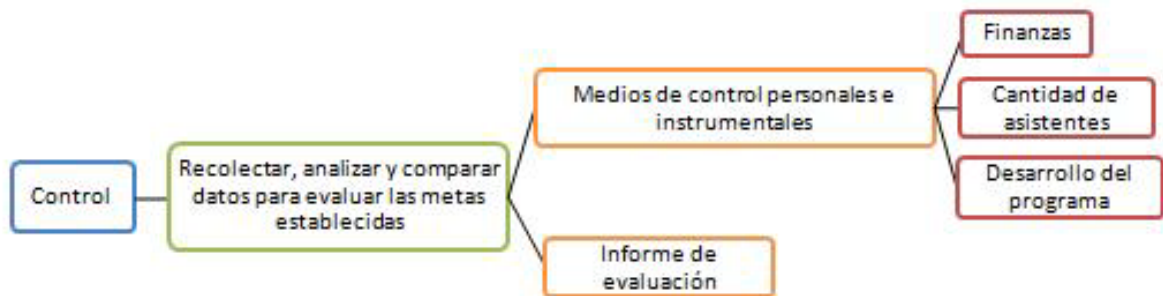 Control
Recolectar, analizar y comparar
datos para evaluar las metas
establecidas
Medios de control personales e
instrumentales
Informe de
evaluación
Finanzas
Cantidad de
asistentes
Desarrollo del
programa